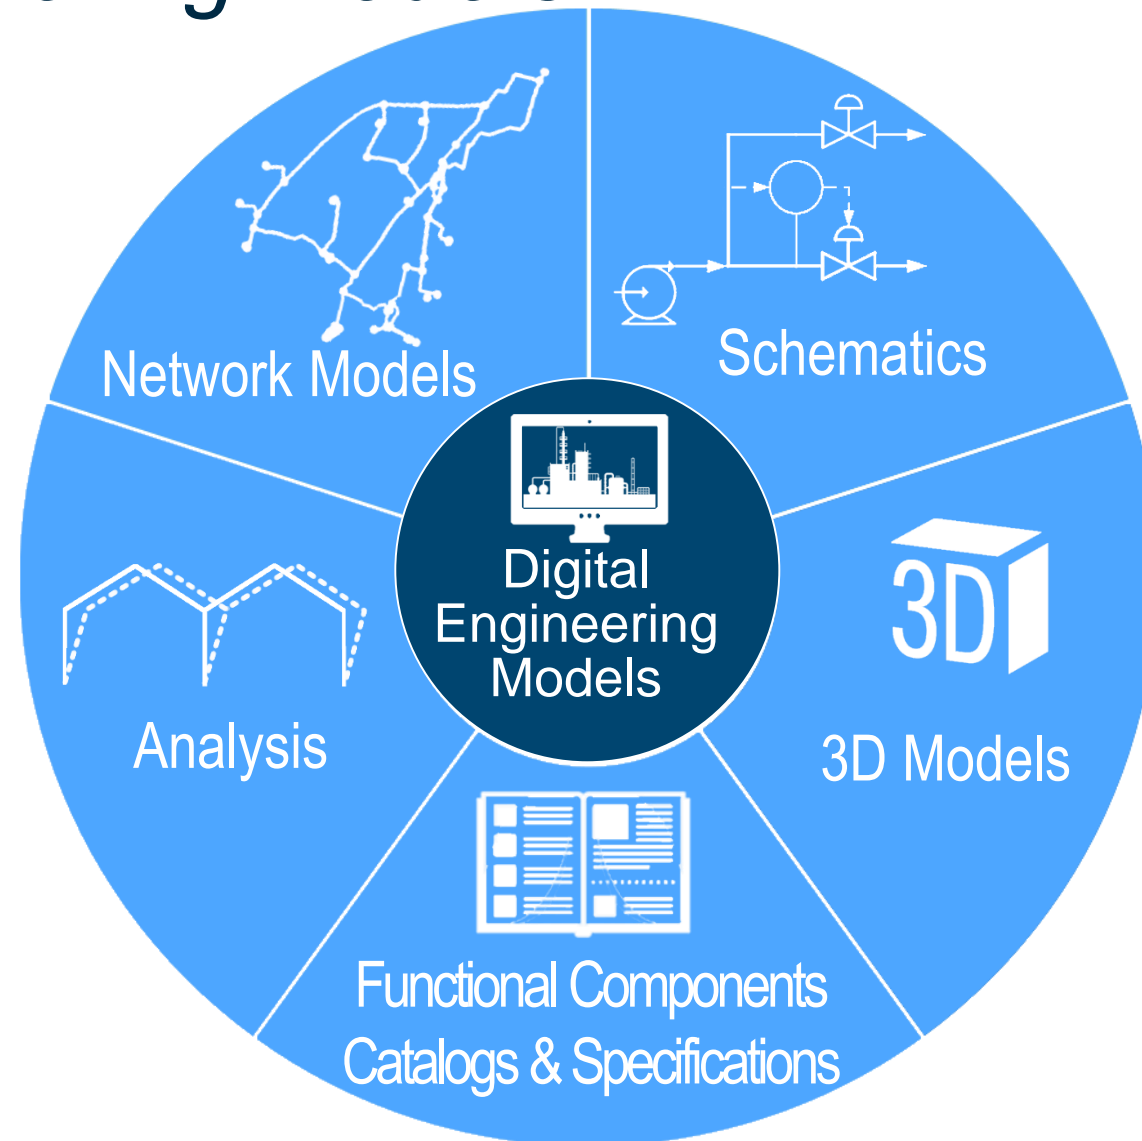 Network Models
Schematics
Digital
Engineering
Models
Analysis
3D
3D Models
Functional Components
Catalogs & Specifications